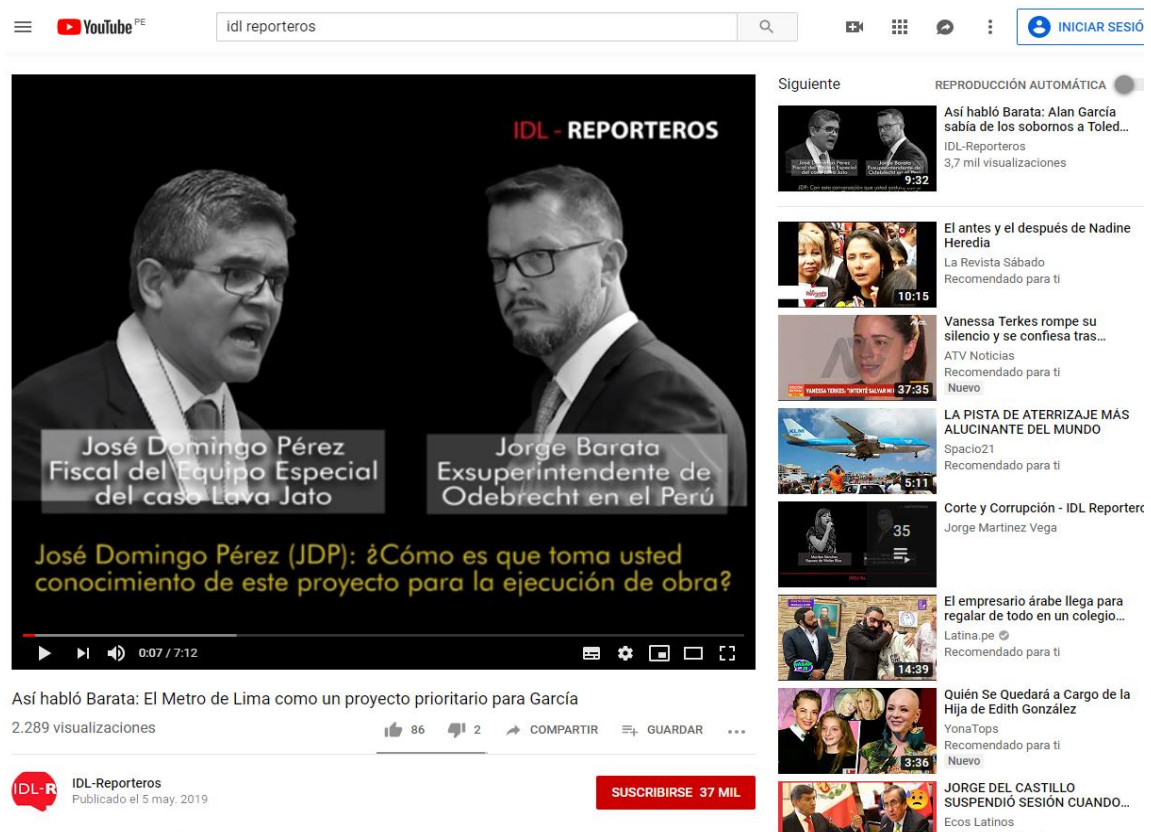 YouTube PE
idl reporteros
INICIAR SESIÓ
IDL - REPORTEROS
José Domingo Pérez
Fiscal del Equipo Especial
del caso Lava Jato
Jorge Barata
Exsuperintendente de
Odebrecht en el Perú
José Domingo Pérez (JDP): ¿Cómo es que toma usted
conocimiento de este proyecto para la ejecución de obra?
0:07 / 7:12
Así habló Barata: El Metro de Lima como un proyecto prioritario para García
2.289 visualizaciones
86
2
COMPARTIR
GUARDAR
IDL-R
IDL-Reporteros
Publicado el 5 may. 2019
SUSCRIBIRSE 37 MIL
Siguiente
REPRODUCCIÓN AUTOMÁTICA
9:32
Así habló Barata: Alan García
sabía de los sobornos a Toled...
IDL-Reporteros
3,7 mil visualizaciones
10:15
El antes y el después de Nadine
Heredia
La Revista Sábado
Recomendado para ti
37:35
Vanessa Terkes rompe su
silencio y se confiesa tras...
ATV Noticias
Recomendado para ti
Nuevo
KLM
5:11
LA PISTA DE ATERRIZAJE MÁS
ALUCINANTE DEL MUNDO
Spacio21
Recomendado para ti
35
Corte y Corrupción - IDL Reporterc
Jorge Martinez Vega
14:39
El empresario árabe llega para
regalar de todo en un colegio...
Latina.pe
Recomendado para ti
3:36
Quién Se Quedará a Cargo de la
Hija de Edith González
YonaTops
Recomendado para ti
Nuevo
JORGE DEL CASTILLO
SUSPENDIÓ SESIÓN CUANDO...
Ecos Latinos